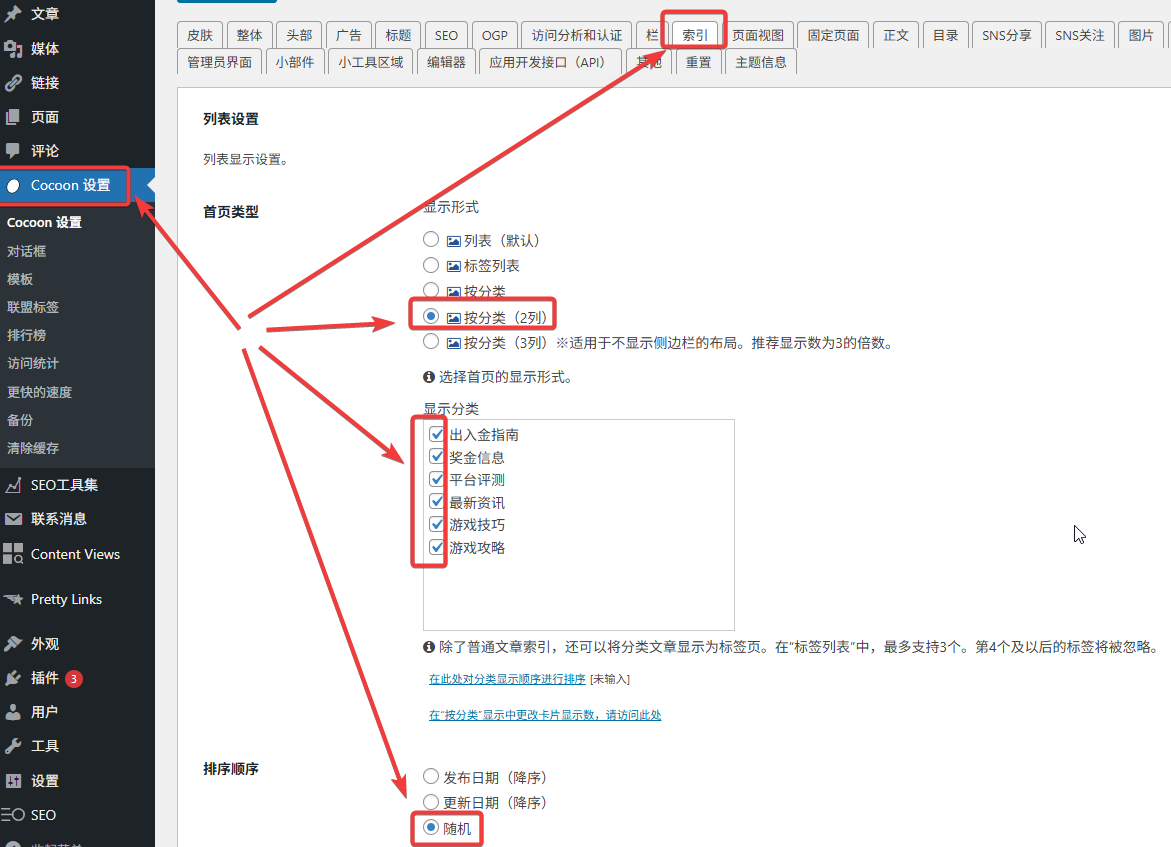 文章
媒体
链接
页面
评论
Cocoon 设置
Cocoon 设置
对话框
模板
联盟标签
排行榜
访问统计
更快的速度
备份
清除缓存
SEO工具集
联系消息
Content Views
Pretty Links
外观
插件 3
用户
工具
设置
SEO
皮肤 整体 头部 广告 标题 SEO OGP 访问分析和认证 栏 索引 页面视图 固定页面 正文 目录 SNS分享 SNS关注 图片
管理员界面 小部件 小工具区域 编辑器 应用开发接口（API） 其他 重置 主题信息
列表设置
列表显示设置。
首页类型
显示形式
列表（默认）
标签列表
按分类
按分类（2列）
按分类（3列）※适用于不显示侧边栏的布局。推荐显示数为3的倍数。
选择首页的显示形式。
显示分类
出入金指南
奖金信息
平台评测
最新资讯
游戏技巧
游戏攻略
除了普通文章索引，还可以将分类文章显示为标签页。在“标签列表”中，最多支持3个。第4个及以后的标签将被忽略。
在此处对分类显示顺序进行排序 [未输入]
在“按分类”显示中更改卡片显示数，请访问此处
排序顺序
发布日期（降序）
更新日期（降序）
随机